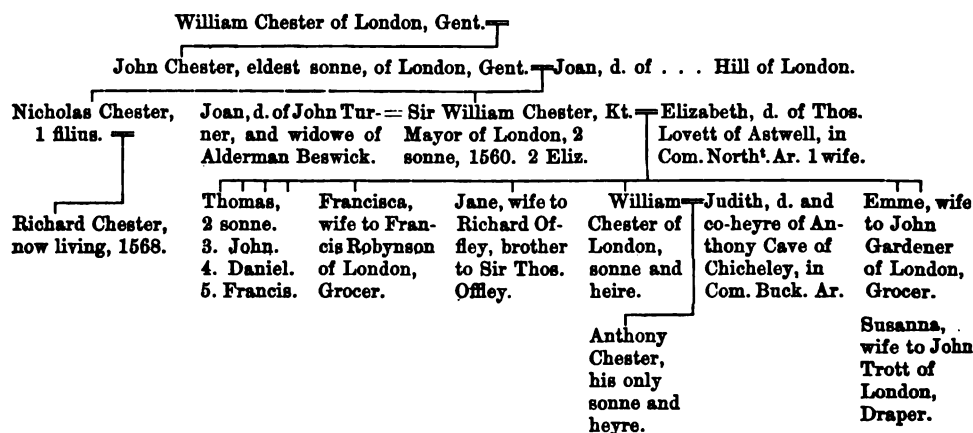 William Chester of London, Gent.
John Chester, eldest sonne, of London, Gent. Joan, d. of . . . Hill of London.
Nicholas Chester,
1 filius.
Joan, d. of John Tur-
ner, and widowe of
Alderman Beswick.
Sir William Chester, Kt.
Mayor of London, 2
sonne, 1560. 2 Eliz.
Elizabeth, d. of Thos.
Lovett of Astwell, in
Com. Northt. Ar. 1 wife.
Richard Chester,
now living, 1568.
Thomas,
2 sonne.
3. John.
4. Daniel.
5. Francis.
Francisca,
wife to Fran-
cis Robynson
of London,
Grocer.
Jane, wife to
Richard Of-
fley, brother
to Sir Thos.
Offley.
William
Chester of
London,
sonne and
heire.
Judith, d. and
co-heyre of An-
thony Cave of
Chicheley, in
Com. Buck. Ar.
Emme, wife
to John
Gardener
of London,
Grocer.
Anthony
Chester,
his only
sonne and
heyre.
Susanna,
wife to John
Trott of
London,
Draper.